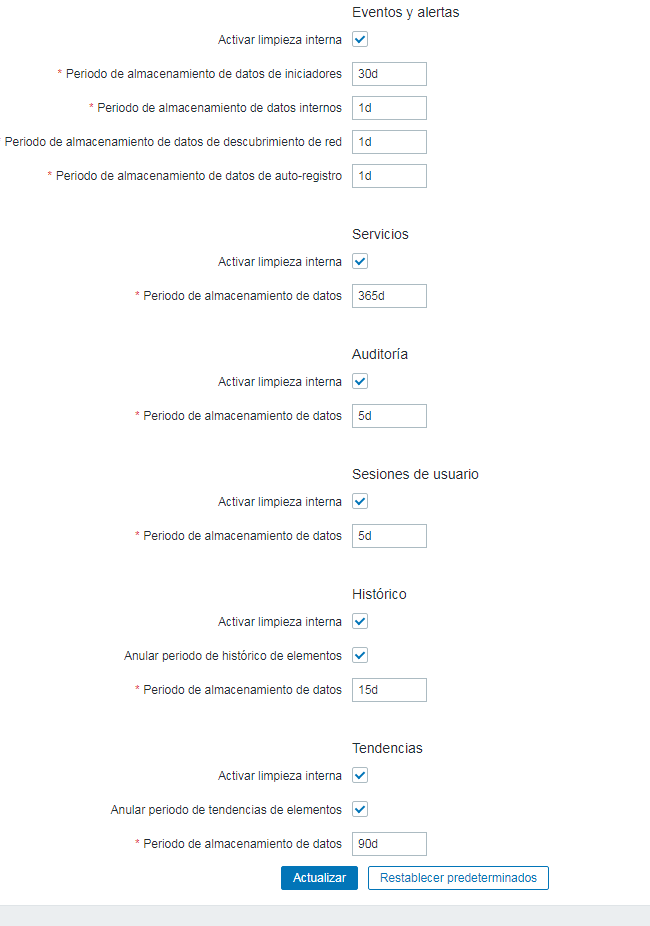 Eventos y alertas
Activar limpieza interna
* Periodo de almacenamiento de datos de iniciadores 30d
* Periodo de almacenamiento de datos internos 1d
* Periodo de almacenamiento de datos de descubrimiento de red 1d
* Periodo de almacenamiento de datos de auto-registro 1d
Servicios
Activar limpieza interna
* Periodo de almacenamiento de datos 365d
Auditoría
Activar limpieza interna
* Periodo de almacenamiento de datos 5d
Sesiones de usuario
Activar limpieza interna
* Periodo de almacenamiento de datos 5d
Histórico
Activar limpieza interna
Anular periodo de histórico de elementos
* Periodo de almacenamiento de datos 15d
Tendencias
Activar limpieza interna
Anular periodo de tendencias de elementos
* Periodo de almacenamiento de datos 90d
Actualizar Restablecer predeterminados